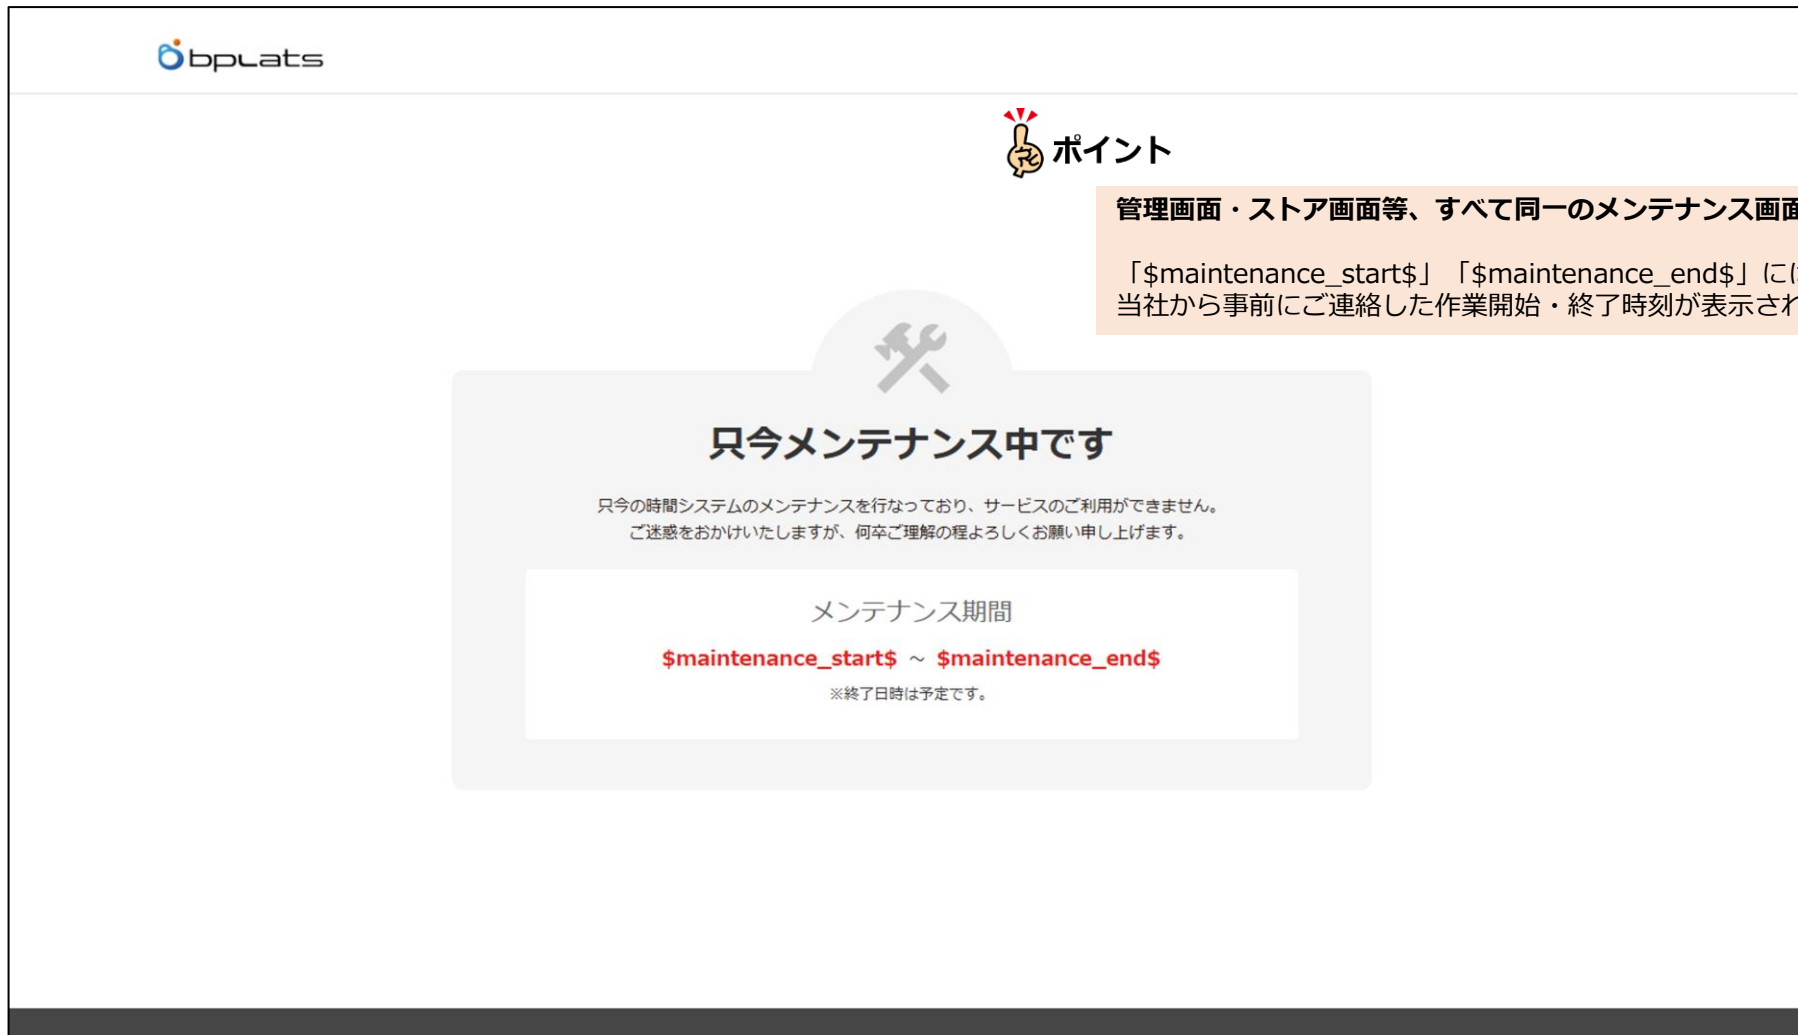 bplats
ポイント
管理画面・ストア画面等、すべて同一のメンテナンス画面
「$maintenance_start$」「$maintenance_end$」に
当社から事前にご連絡した作業開始・終了時刻が表示さ
只今メンテナンス中です
只今の時間システムのメンテナンスを行なっており、サービスのご利用ができません。
ご迷惑をおかけいたしますが、何卒ご理解の程よろしくお願い申し上げます。
メンテナンス期間
$maintenance_start$ ～ $maintenance_end$
※終了日時は予定です。